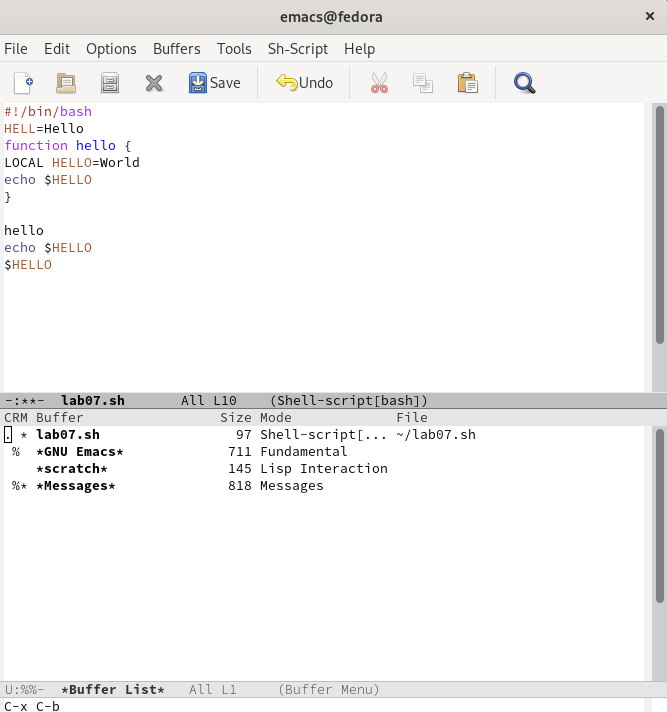 emacs@fedora ×
File Edit Options Buffers Tools Sh-Script Help
Save Undo
#!/bin/bash
HELL=Hello
function hello {
LOCAL HELLO=World
echo $HELLO
}
hello
echo $HELLO
$HELLO
-:**- lab07.sh All L10 (Shell-script[bash])
CRM Buffer Size Mode File
. * lab07.sh 97 Shell-script[... ~/lab07.sh
% *GNU Emacs* 711 Fundamental
*scratch* 145 Lisp Interaction
%* *Messages* 818 Messages
U:%%- *Buffer List* All L1 (Buffer Menu)
C-x C-b